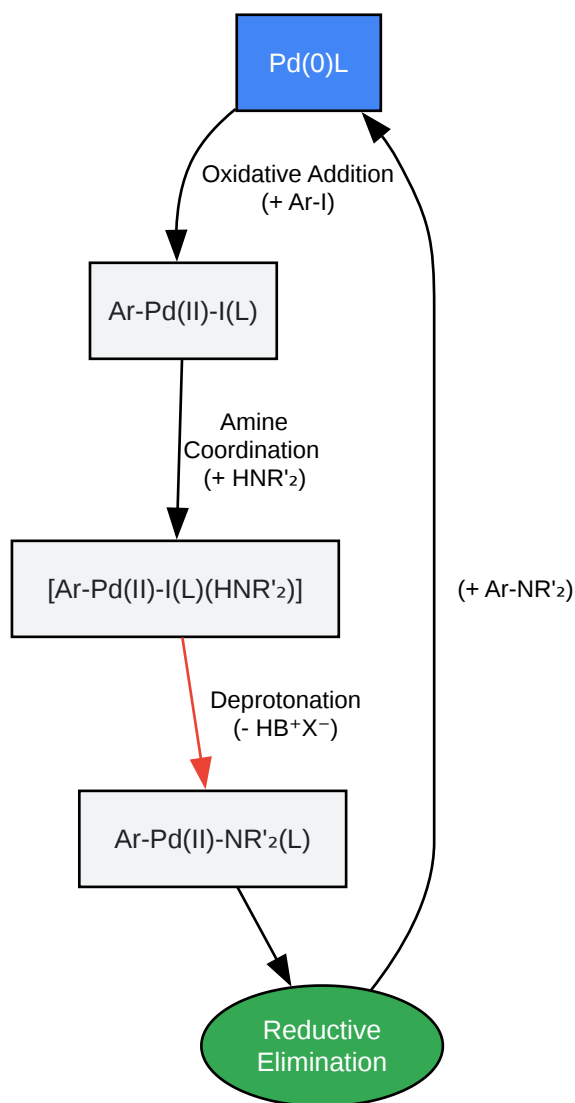 Pd(0)L
Oxidative Addition
(+ Ar-I)
Ar-Pd(II)-I(L)
Amine
Coordination
(+ HNR'₂)
[Ar-Pd(II)-I(L)(HNR'₂)]
(+ Ar-NR'₂)
Deprotonation
(- HB⁺X⁻)
Ar-Pd(II)-NR'₂(L)
Reductive
Elimination